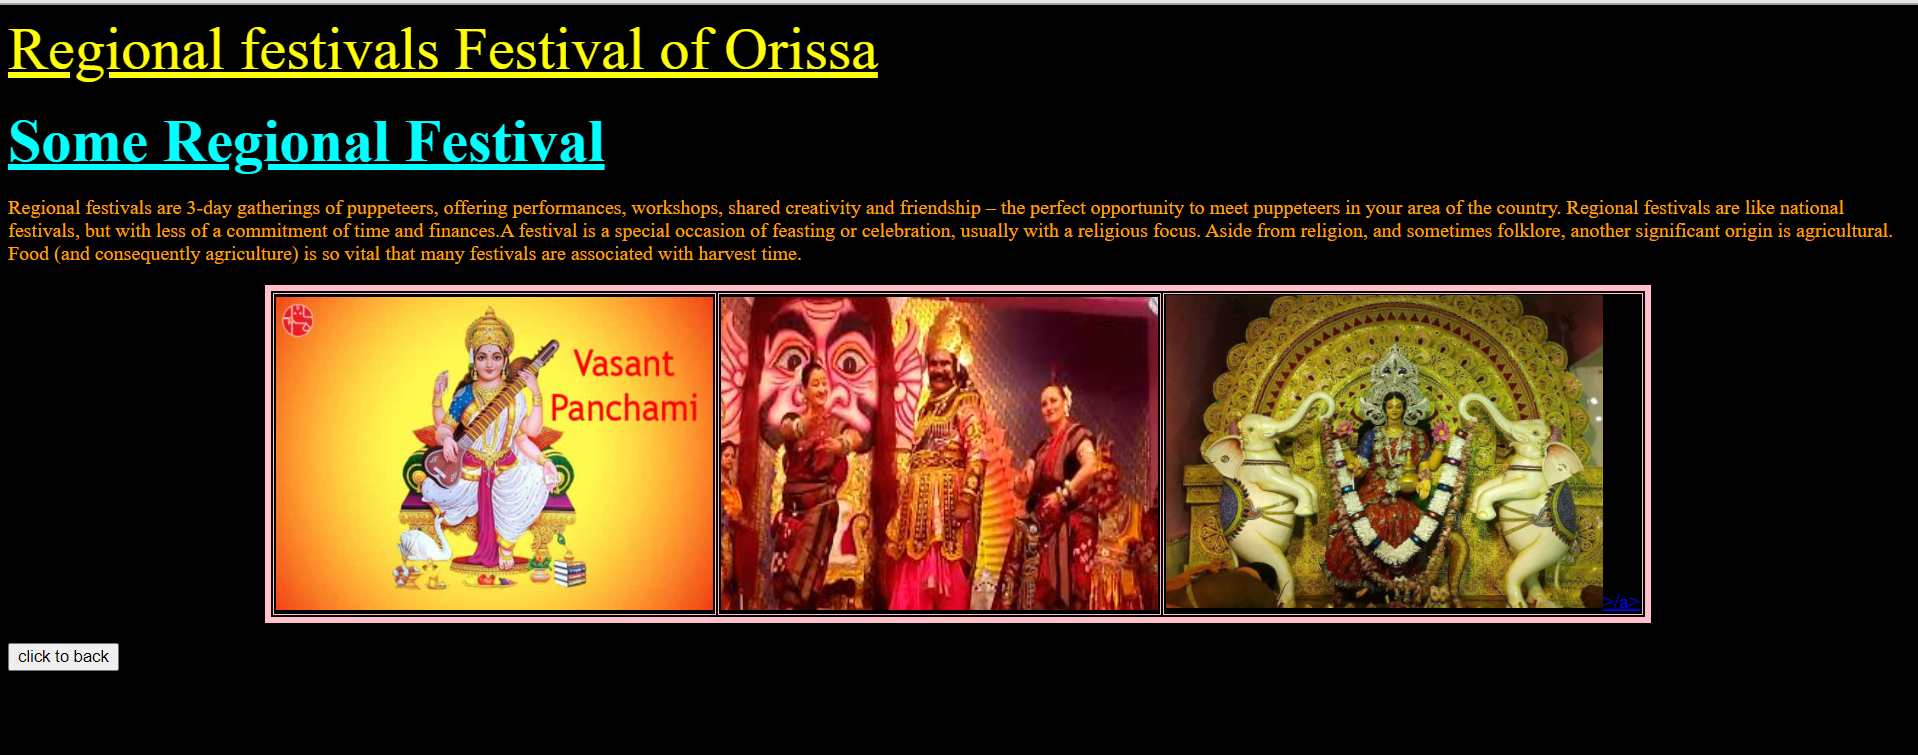 Regional festivals Festival of Orissa
Some Regional Festival
Regional festivals are 3-day gatherings of puppeteers, offering performances, workshops, shared creativity and friendship – the perfect opportunity to meet puppeteers in your area of the country. Regional festivals are like national
festivals, but with less of a commitment of time and finances.A festival is a special occasion of feasting or celebration, usually with a religious focus. Aside from religion, and sometimes folklore, another significant origin is agricultural.
Food (and consequently agriculture) is so vital that many festivals are associated with harvest time.
Vasant
Panchami
>/a>
click to back